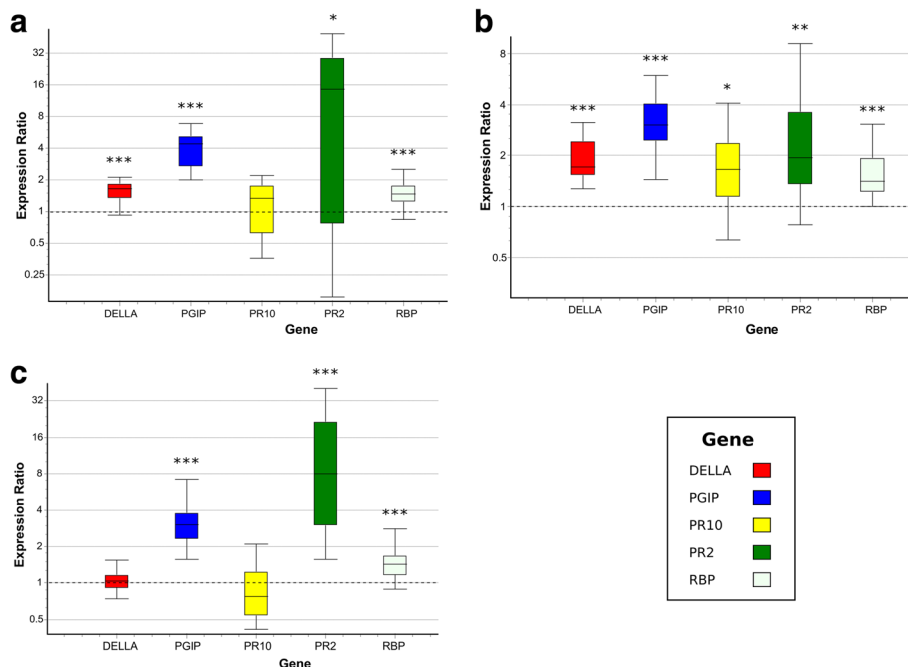 a
Expression Ratio
32
16
8
4
2
1
0.5
0.25
*
***
***
***
DELLA PGIP PR10 PR2 RBP
Gene
b
Expression Ratio
8
4
2
1
0.5
***
***
*
**
***
DELLA PGIP PR10 PR2 RBP
Gene
c
Expression Ratio
32
16
8
4
2
1
0.5
***
***
***
DELLA PGIP PR10 PR2 RBP
Gene
Gene
DELLA
PGIP
PR10
PR2
RBP